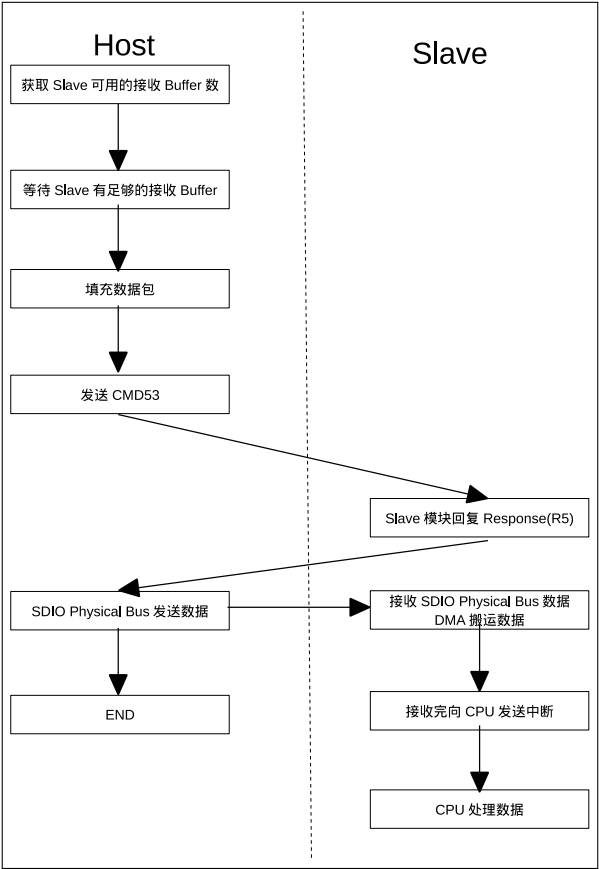 Host
Slave
获取 Slave 可用的接收 Buffer 数
等待 Slave 有足够的接收 Buffer
填充数据包
发送 CMD53
Slave 模块回复 Response(R5)
SDIO Physical Bus 发送数据
接收 SDIO Physical Bus 数据
DMA 搬运数据
END
接收完向 CPU 发送中断
CPU 处理数据